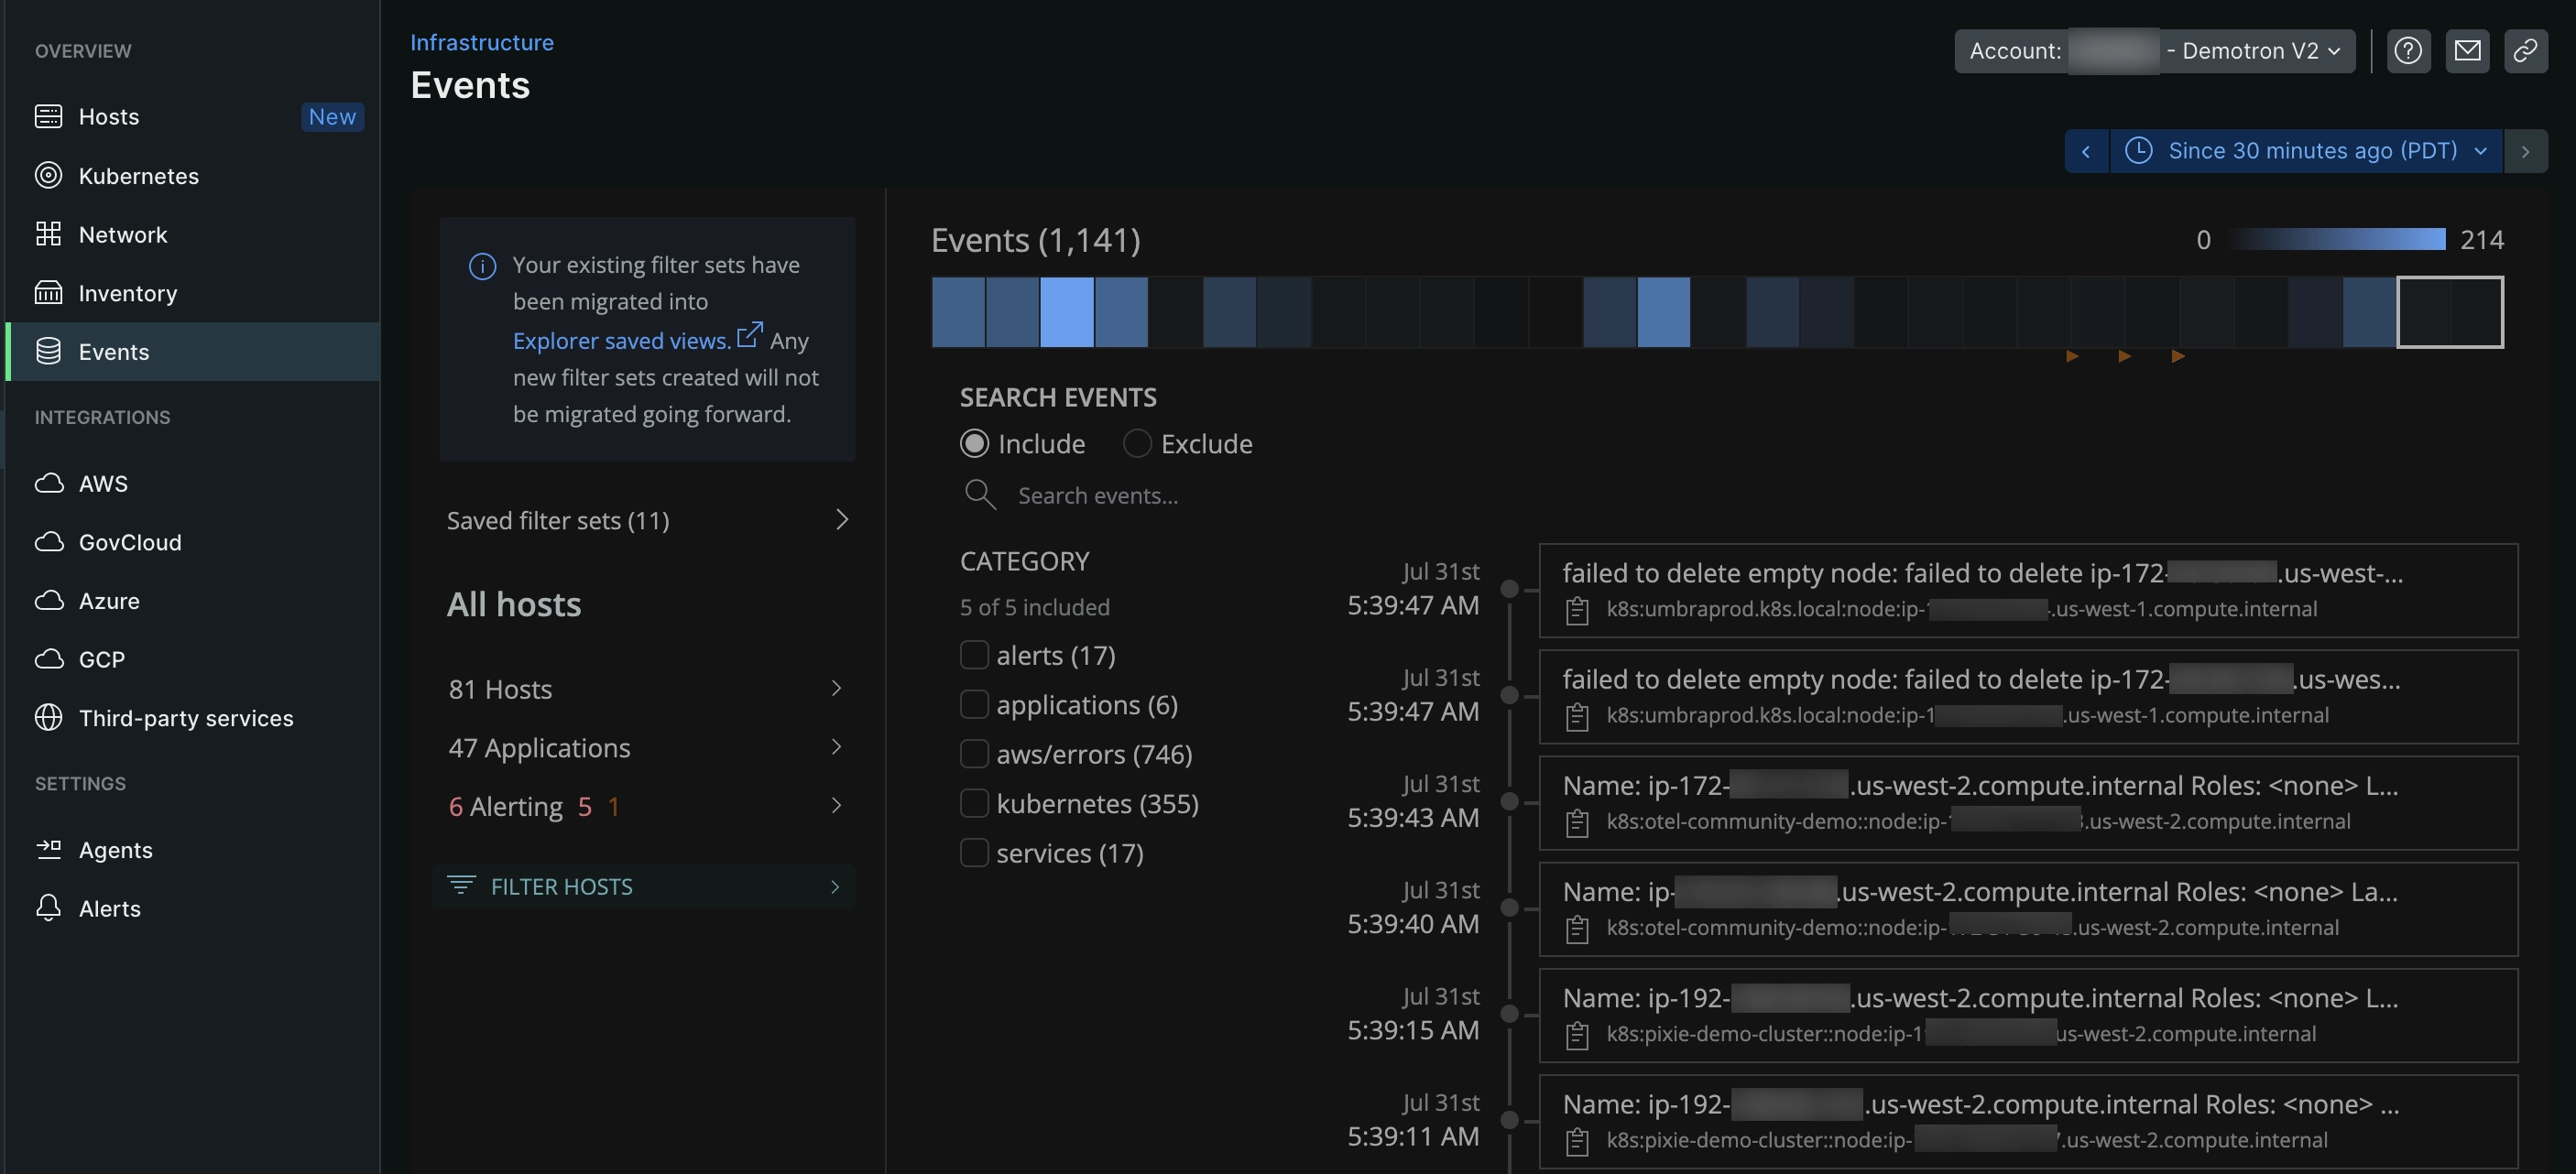 OVERVIEW
Hosts New
Kubernetes
Network
Inventory
Events
INTEGRATIONS
AWS
GovCloud
Azure
GCP
Third-party services
SETTINGS
Agents
Alerts
Infrastructure
Events
Account: - Demotron V2
Since 30 minutes ago (PDT)
Your existing filter sets have
been migrated into
Explorer saved views. Any
new filter sets created will not
be migrated going forward.
Saved filter sets (11)
All hosts
81 Hosts
47 Applications
6 Alerting 5 1
FILTER HOSTS
Events (1,141)
0 214
SEARCH EVENTS
Include Exclude
Search events...
CATEGORY
5 of 5 included
alerts (17)
applications (6)
aws/errors (746)
kubernetes (355)
services (17)
Jul 31st
5:39:47 AM
failed to delete empty node: failed to delete ip-172- .us-west-...
k8s:umbraprod.k8s.local:node:ip- .us-west-1.compute.internal
Jul 31st
5:39:47 AM
failed to delete empty node: failed to delete ip-172- .us-wes...
k8s:umbraprod.k8s.local:node:ip-1 .us-west-1.compute.internal
Jul 31st
5:39:43 AM
Name: ip-172- .us-west-2.compute.internal Roles: <none> L...
k8s:otel-community-demo::node:ip- .us-west-2.compute.internal
Jul 31st
5:39:40 AM
Name: ip- .us-west-2.compute.internal Roles: <none> La...
k8s:otel-community-demo::node:ip- .us-west-2.compute.internal
Jul 31st
5:39:15 AM
Name: ip-192- .us-west-2.compute.internal Roles: <none> L...
k8s:pixie-demo-cluster::node:ip-1 us-west-2.compute.internal
Jul 31st
5:39:11 AM
Name: ip-192- .us-west-2.compute.internal Roles: <none> ...
k8s:pixie-demo-cluster::node:ip- .us-west-2.compute.internal